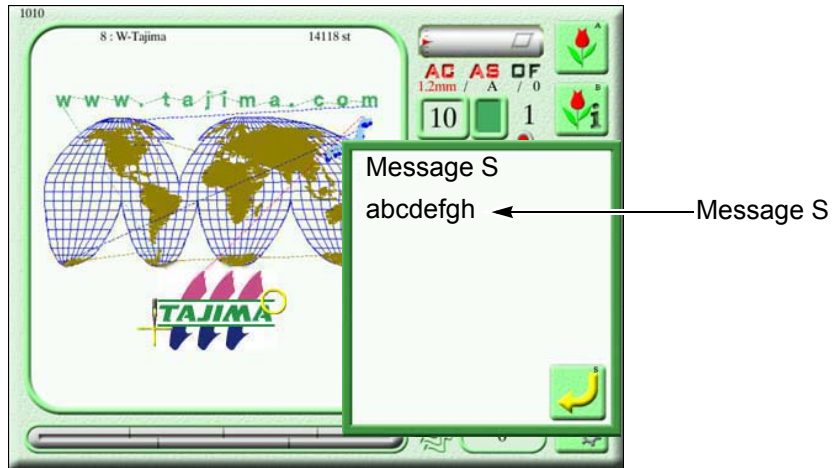 1010
8 : W-Tajima 14118 st
www.tajima.com
TAJIMA
A
AC AS OF
1.2mm / A / 0
10 1
B
i
Message S
abcdefgh
S
Message S